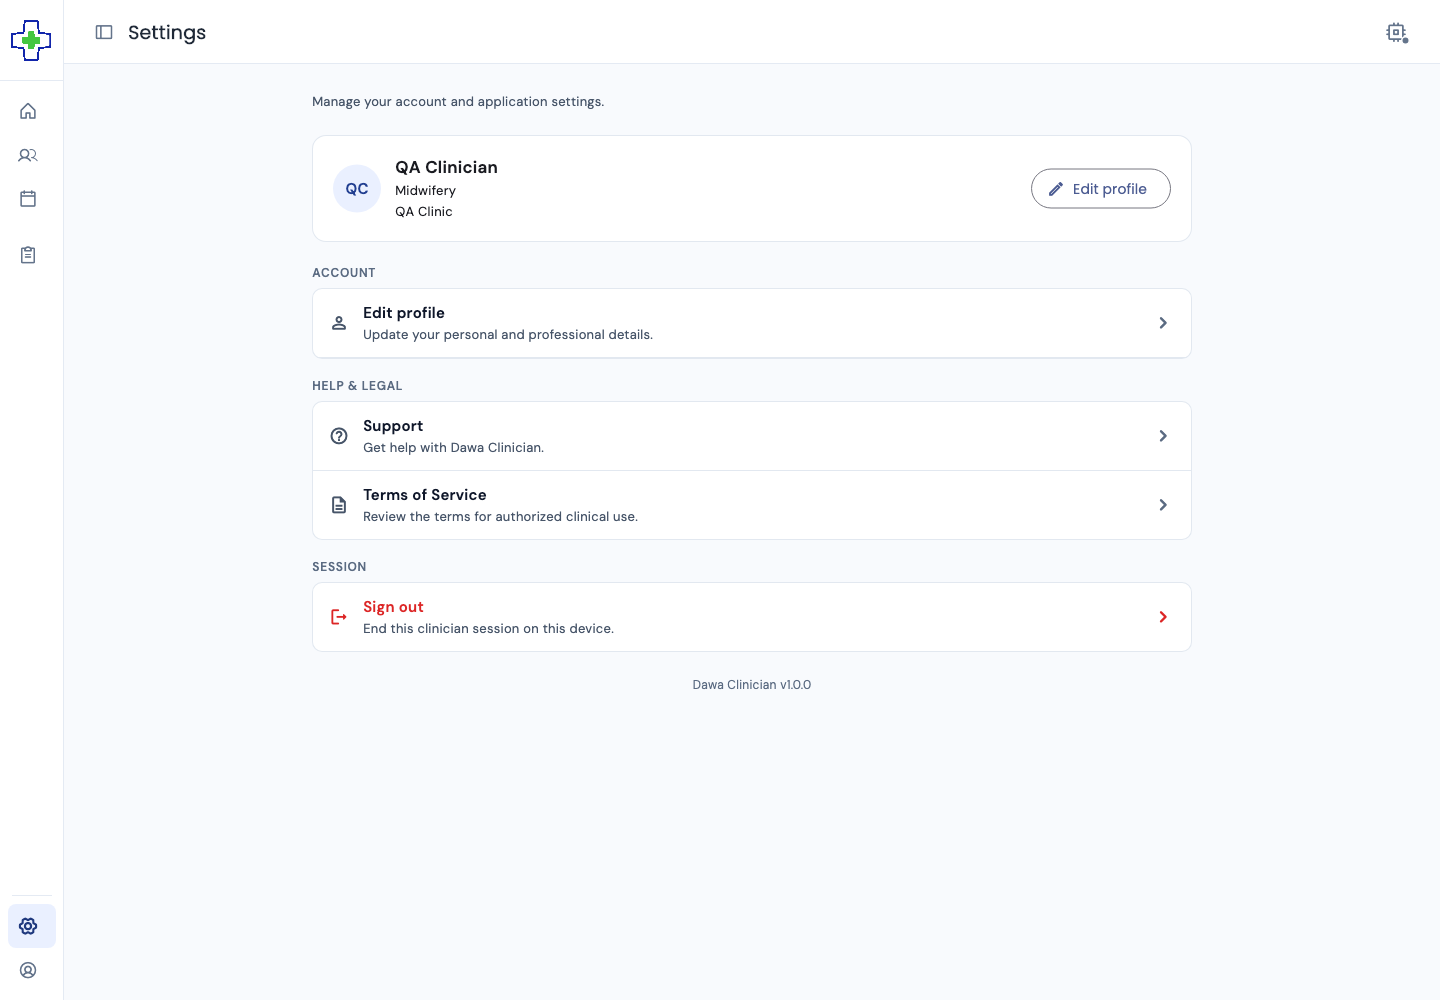 Settings
Manage your account and application settings.
QC
QA Clinician
Midwifery
QA Clinic
Edit profile
ACCOUNT
Edit profile
Update your personal and professional details.
HELP & LEGAL
Support
Get help with Dawa Clinician.
Terms of Service
Review the terms for authorized clinical use.
SESSION
Sign out
End this clinician session on this device.
Dawa Clinician v1.0.0